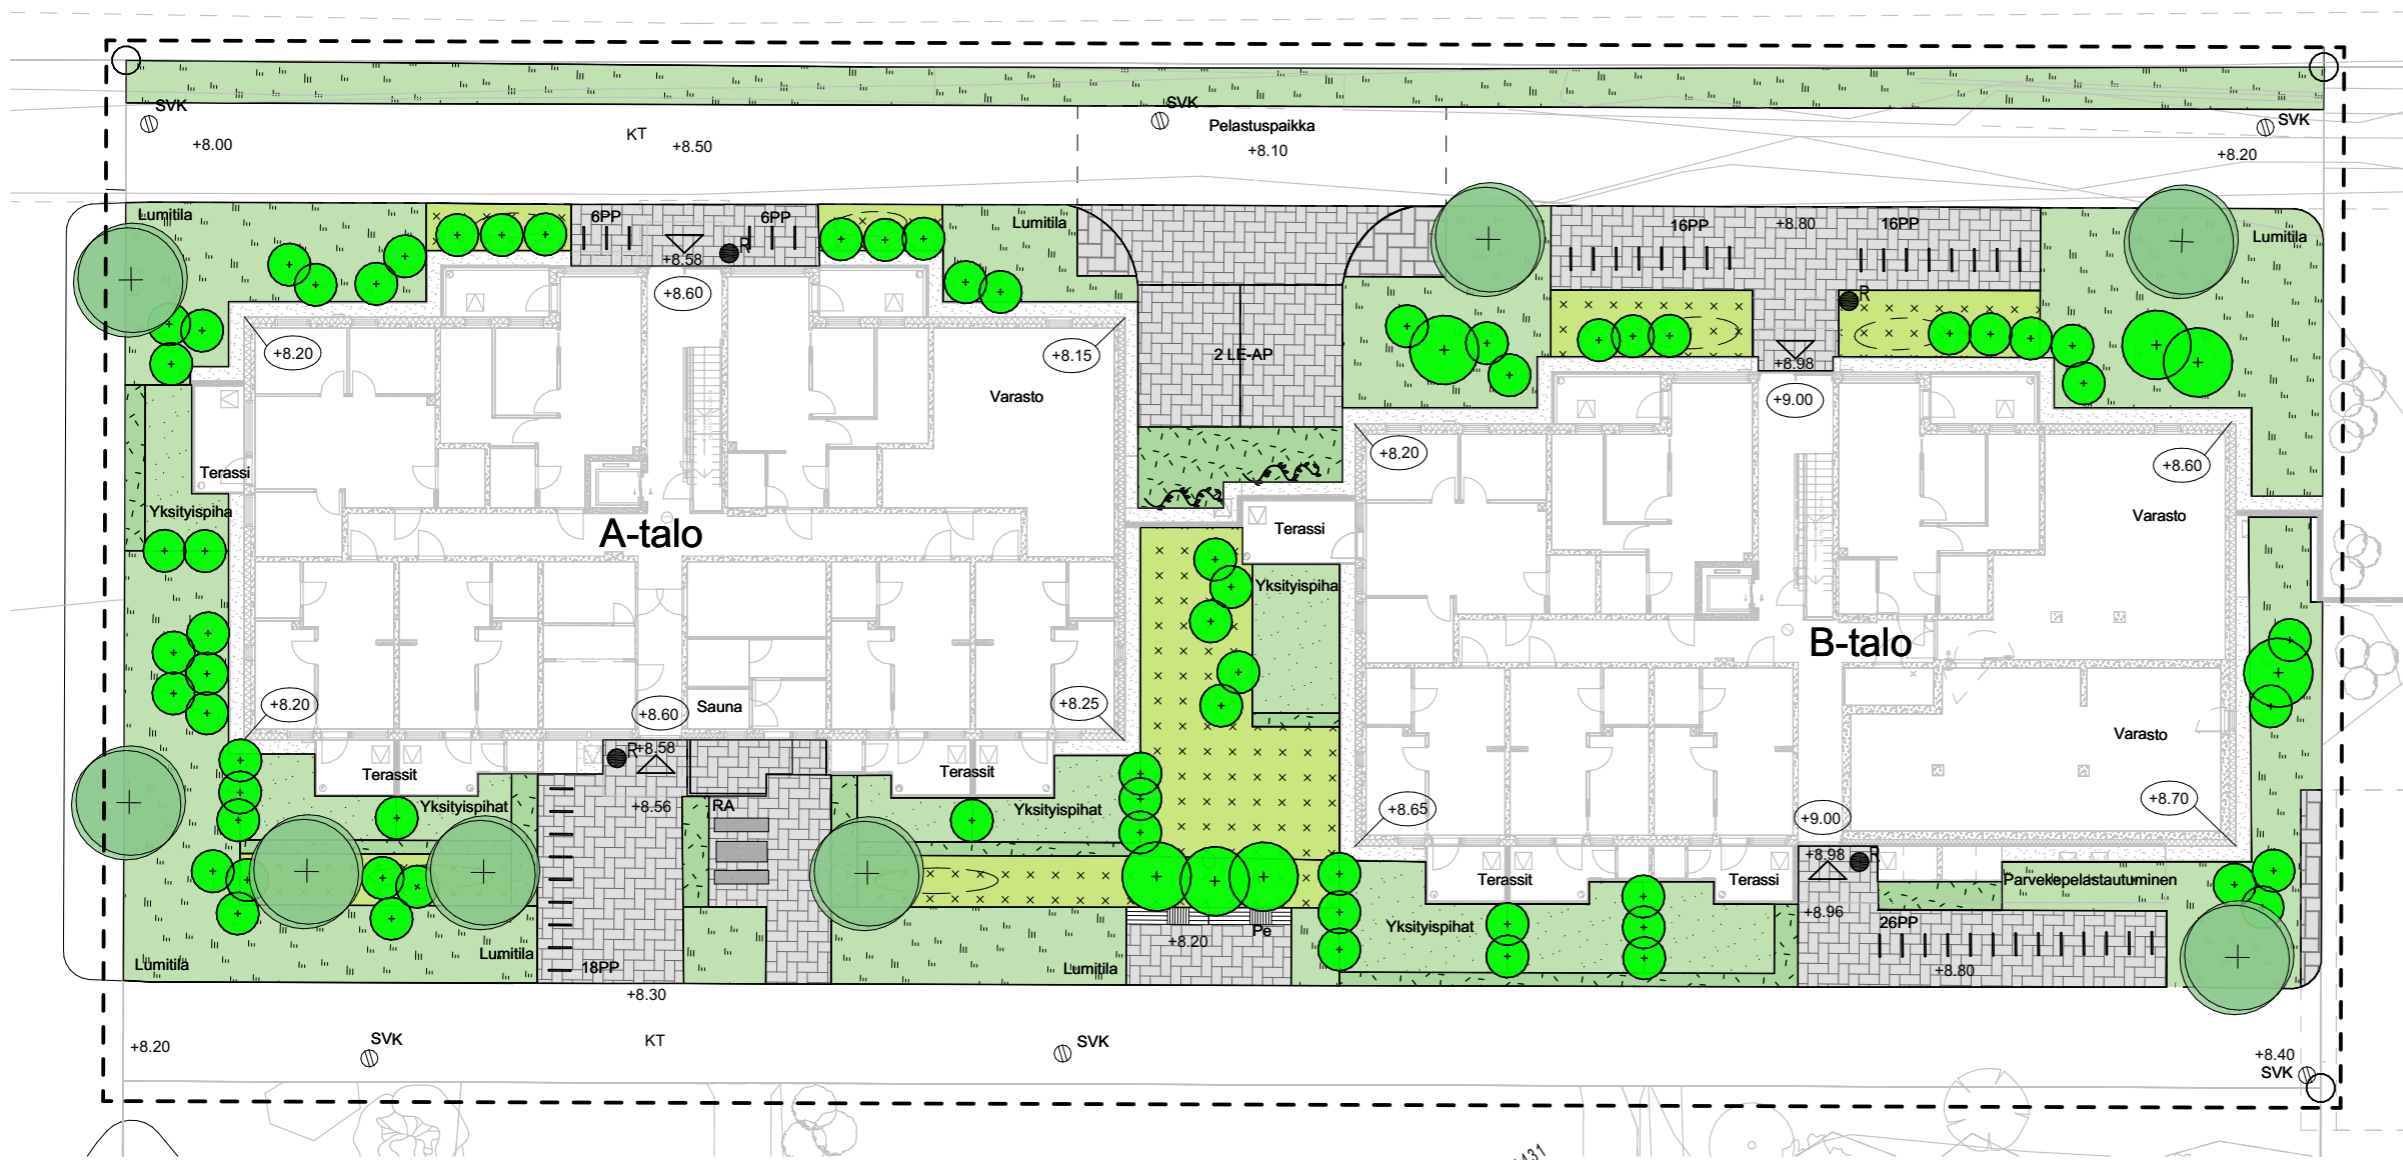 SVK
SVK
Pelastuspaikka
SVK
KT
+8.00
+8.50
+8.10
+8.20
Lumitila
6PP
6PP
Lumitila
16PP
+8.80
16PP
Lumitila
R
+8.58
+8.60
R
+8.20
+8.15
2 LE-AP
+8.98
Varasto
+9.00
+8.20
+8.60
Terassi
Yksityispiha
A-talo
Terassi
Varasto
Yksityispiha
B-talo
+8.20
+8.60
Sauna
+8.25
Varasto
R
+8.58
Terassit
Terassit
+8.56
RA
Yksityispihat
Yksityispihat
+8.65
+9.00
+8.70
+8.98
R
Terassit
Terassi
Parvekepelastautuminen
+8.96
26PP
Yksityispihat
+8.20
Pe
Lumitila
Lumitila
18PP
Lumitila
+8.80
+8.30
+8.20
SVK
KT
SVK
+8.40
SVK